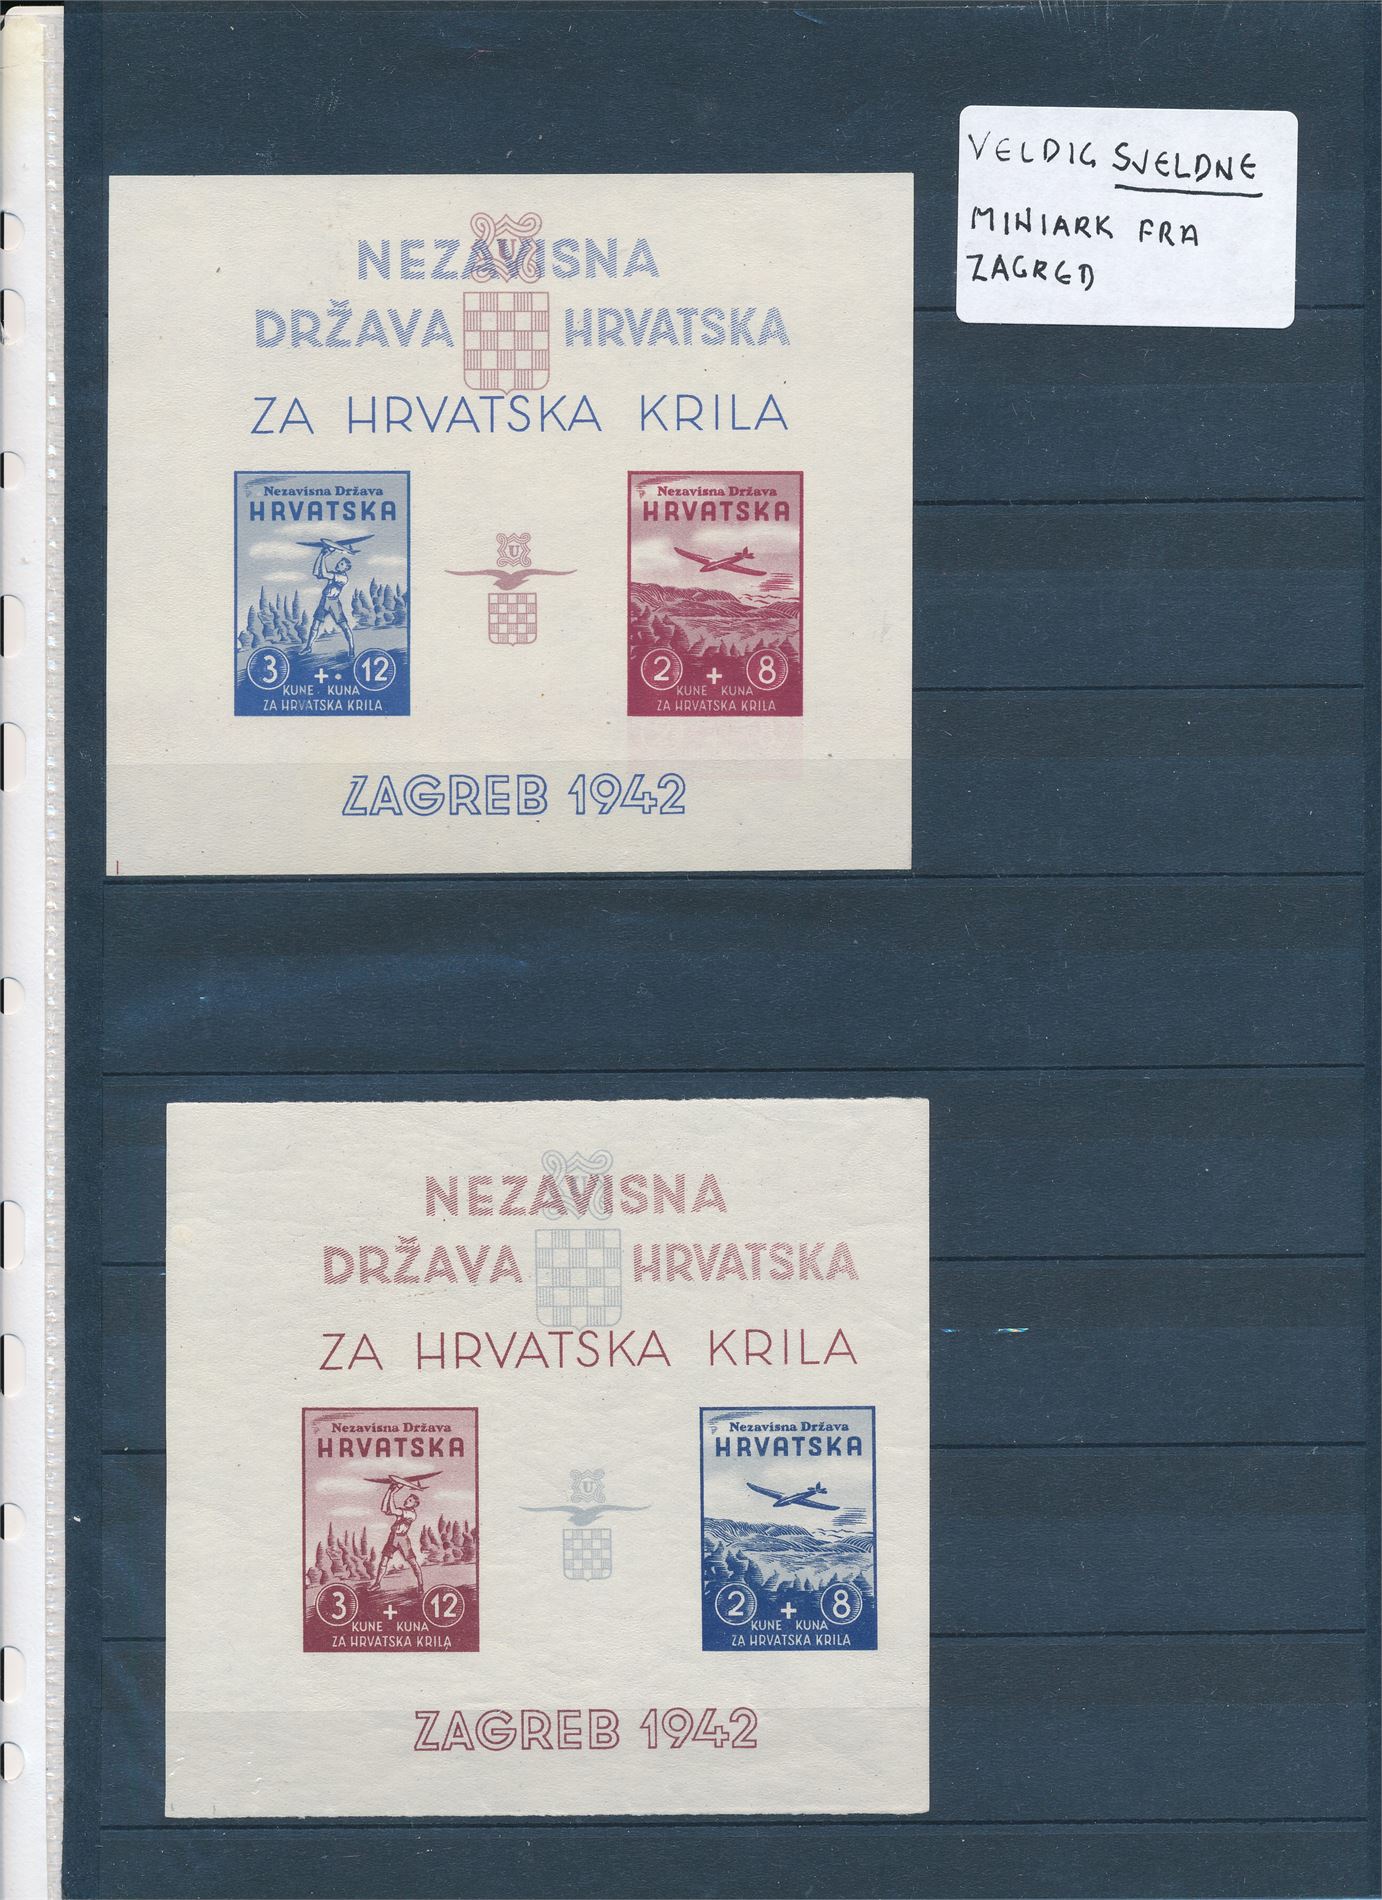 VELDIG SJELDNE
MINIARK FRA
ZAGRED
U
NEZAVISNA
DRŽAVA HRVATSKA
ZA HRVATSKA KRILA
Nezavisna Država
HRVATSKA
3 + 12
KUNE KUNA
ZA HRVATSKA KRILA
U
Nezavisna Država
HRVATSKA
2 + 8
KUNE KUNA
ZA HRVATSKA KRILA
ZAGREB 1942
U
NEZAVISNA
DRŽAVA HRVATSKA
ZA HRVATSKA KRILA
Nezavisna Država
HRVATSKA
3 + 12
KUNE KUNA
ZA HRVATSKA KRILA
U
Nezavisna Država
HRVATSKA
2 + 8
KUNE KUNA
ZA HRVATSKA KRILA
ZAGREB 1942